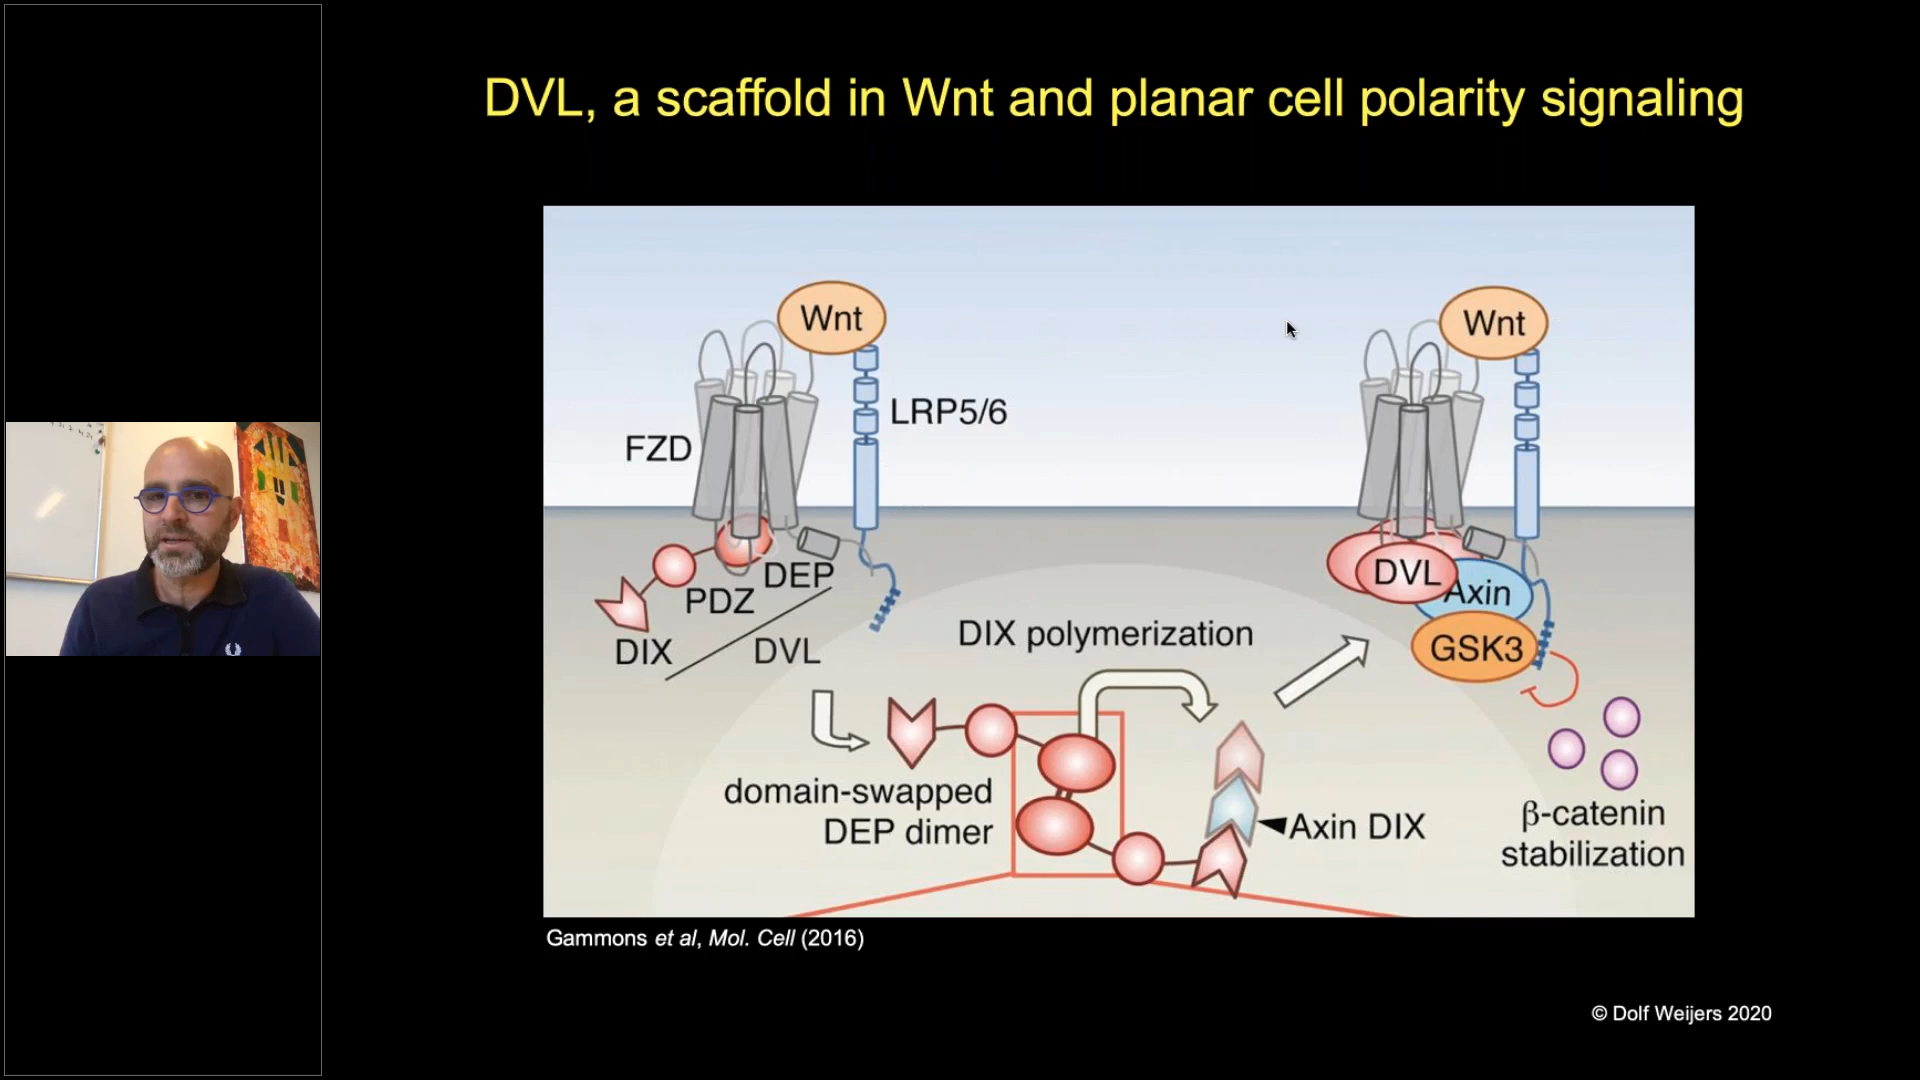 DVL, a scaffold in Wnt and planar cell polarity signaling
Wnt
Wnt
LRP5/6
FZD
DEP
PDZ
DIX
DVL
DVL
Axin
GSK3
DIX polymerization
domain-swapped
DEP dimer
Axin DIX
β-catenin
stabilization
Gammons et al, Mol. Cell (2016)
© Dolf Weijers 2020